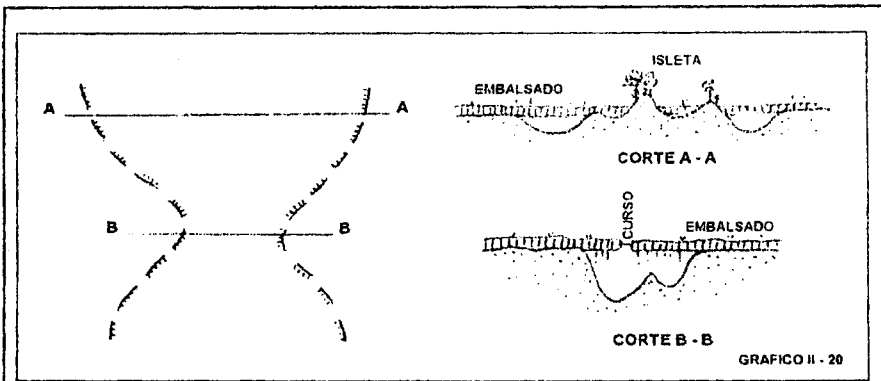 A A
B B
ISLETA
EMBALSADO
CORTE A - A
CURSO
EMBALSADO
CORTE B - B
GRAFICO II - 20